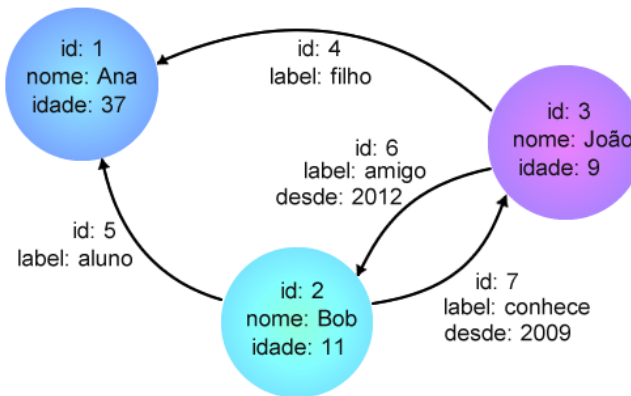 id: 1
nome: Ana
idade: 37
id: 4
label: filho
id: 3
nome: João
idade: 9
id: 6
label: amigo
desde: 2012
id: 5
label: aluno
id: 2
nome: Bob
idade: 11
id: 7
label: conhece
desde: 2009